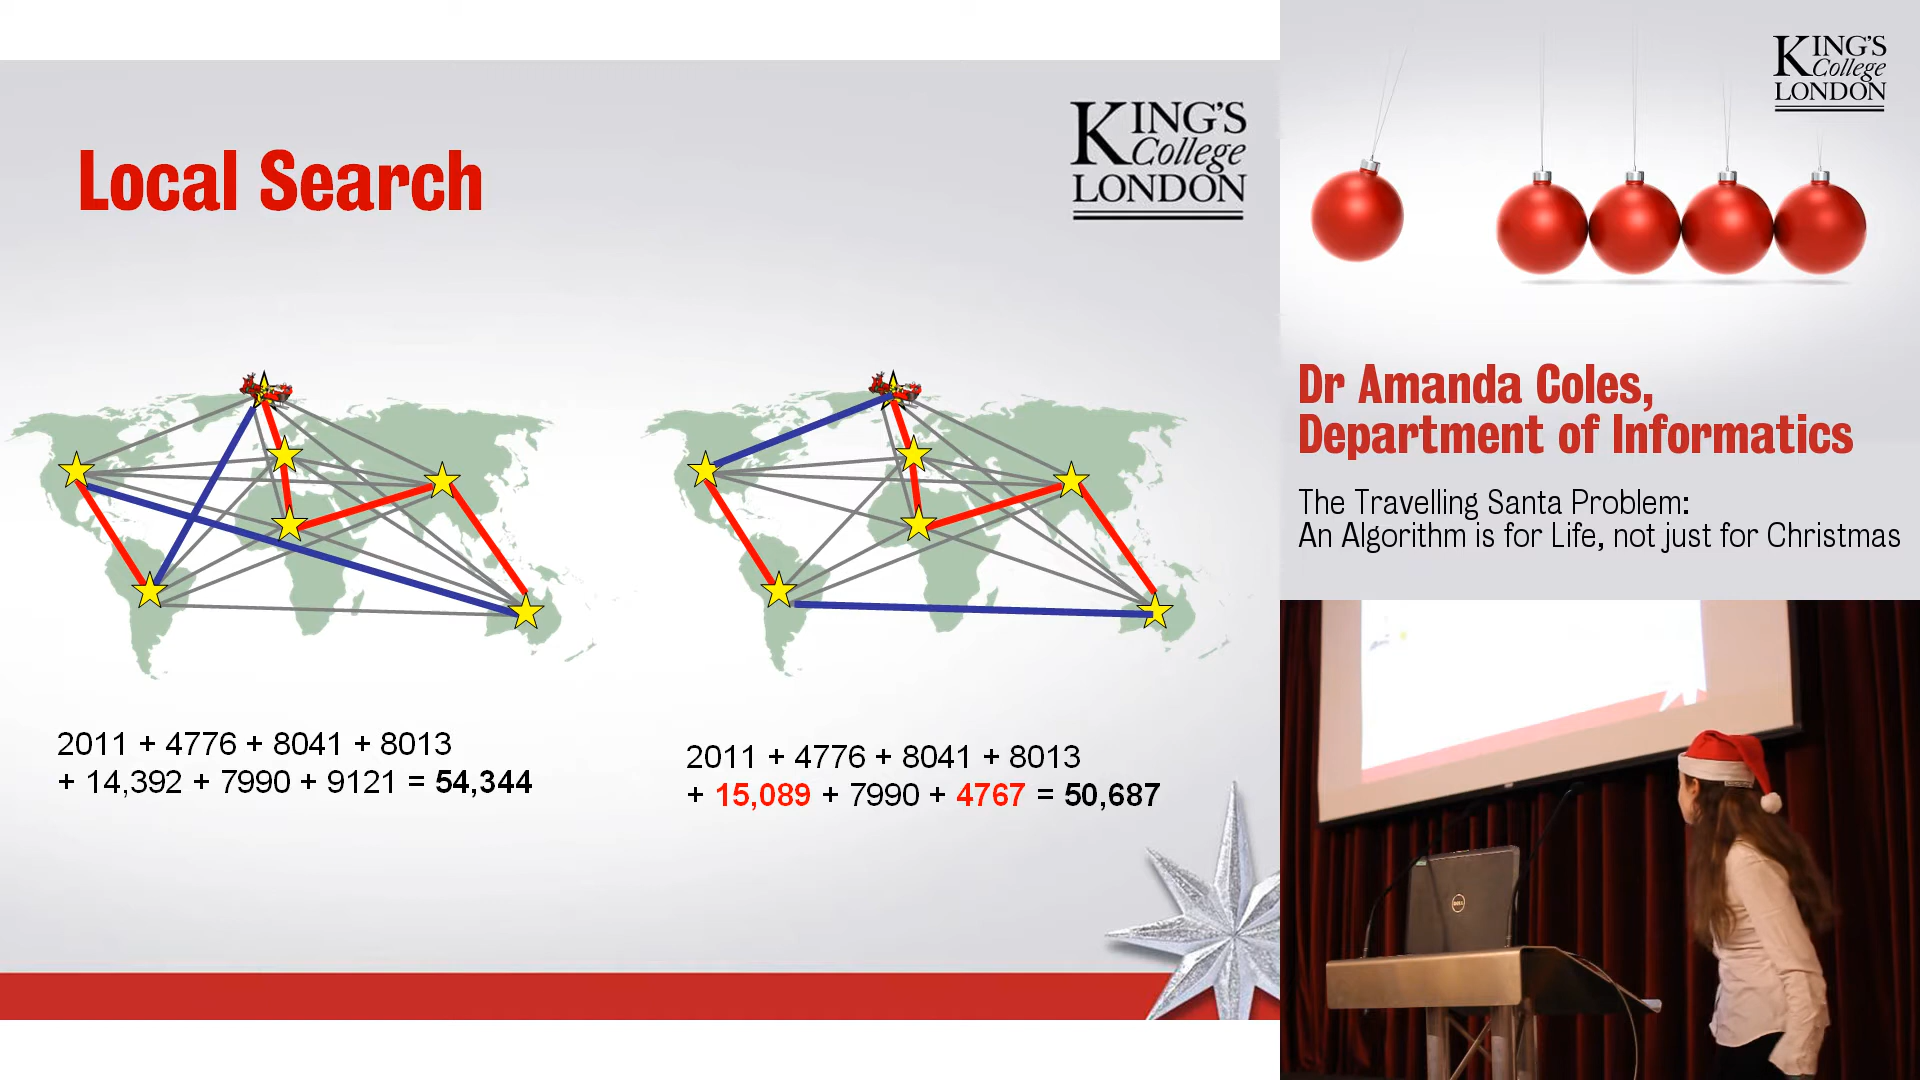 Local Search
KING'S
College
LONDON
2011 + 4776 + 8041 + 8013
+ 14,392 + 7990 + 9121 = 54,344
2011 + 4776 + 8041 + 8013
+ 15,089 + 7990 + 4767 = 50,687
KING'S
College
LONDON
Dr Amanda Coles,
Department of Informatics
The Travelling Santa Problem:
An Algorithm is for Life, not just for Christmas
DELL